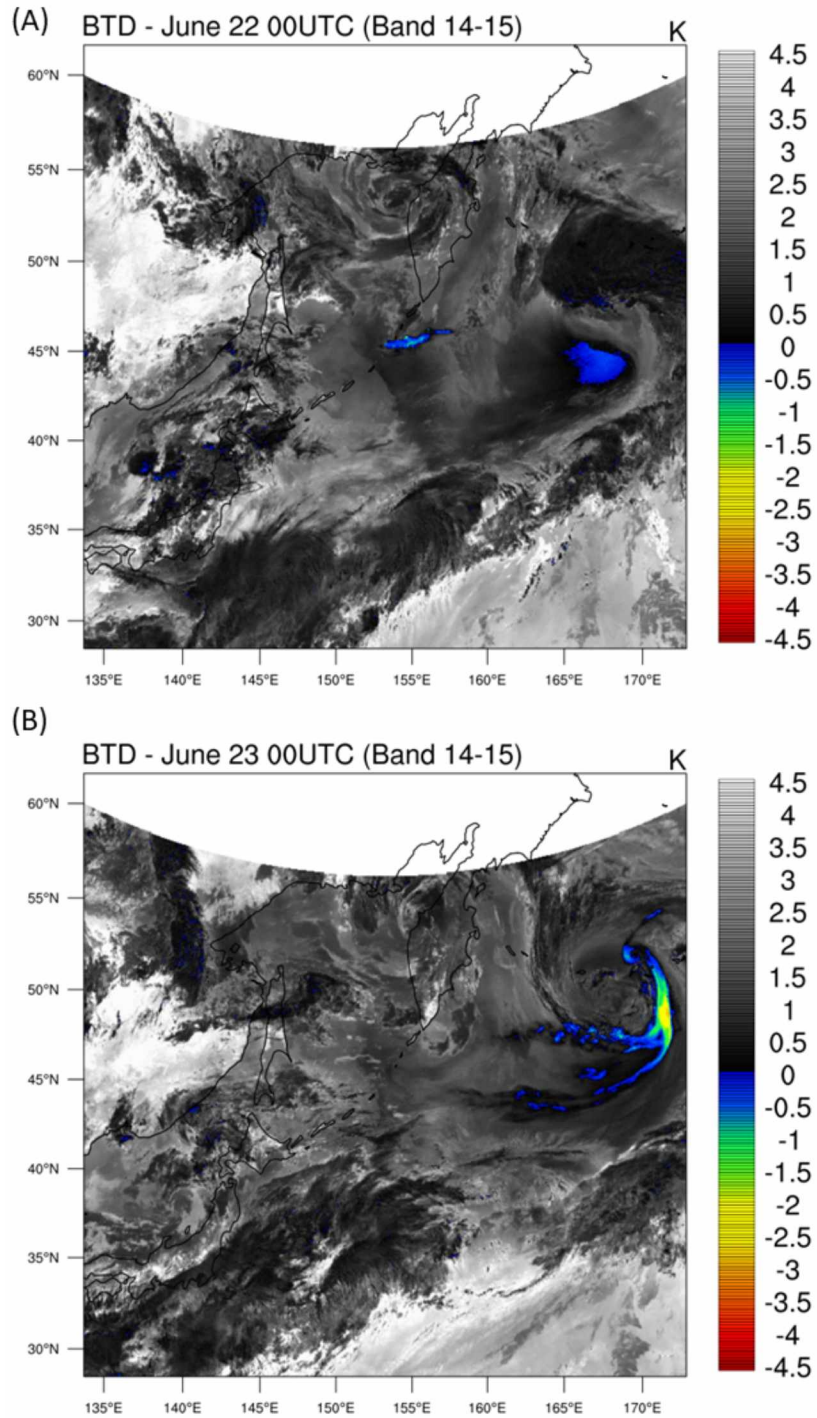 (A)
BTD - June 22 00UTC (Band 14-15) K
60°N
55°N
50°N
45°N
40°N
35°N
30°N
135°E 140°E 145°E 150°E 155°E 160°E 165°E 170°E
4.5
4
3.5
3
2.5
2
1.5
1
0.5
0
-0.5
-1
-1.5
-2
-2.5
-3
-3.5
-4
-4.5
(B)
BTD - June 23 00UTC (Band 14-15) K
60°N
55°N
50°N
45°N
40°N
35°N
30°N
135°E 140°E 145°E 150°E 155°E 160°E 165°E 170°E
4.5
4
3.5
3
2.5
2
1.5
1
0.5
0
-0.5
-1
-1.5
-2
-2.5
-3
-3.5
-4
-4.5